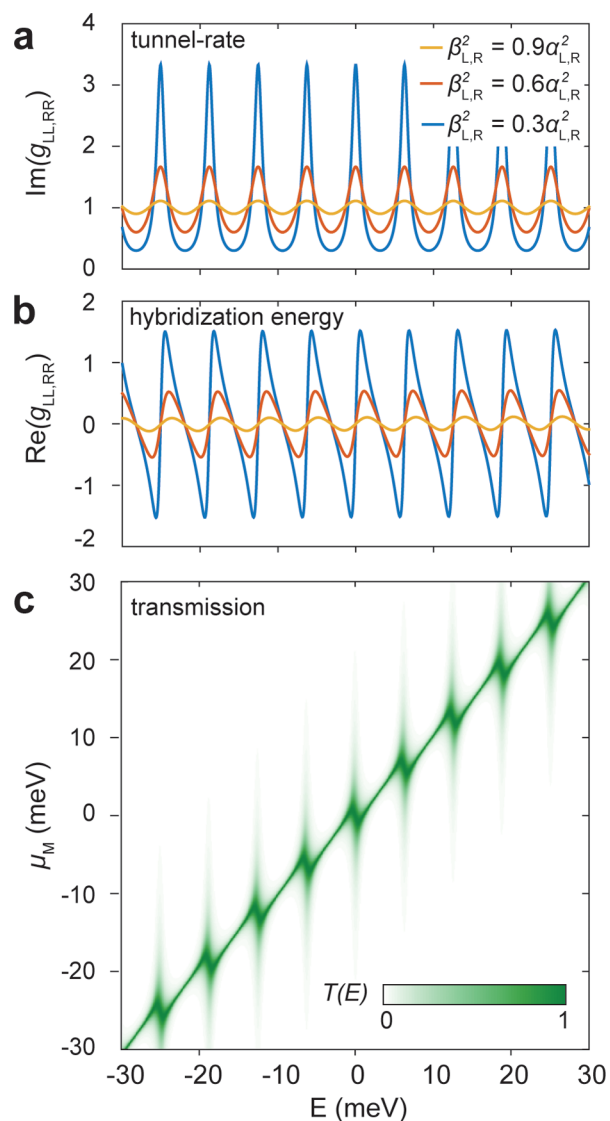 a
tunnel-rate
β²L,R = 0.9α²L,R
β²L,R = 0.6α²L,R
β²L,R = 0.3α²L,R
Im(gLL,RR)
4
3
2
1
0
b
hybridization energy
Re(gLL,RR)
2
1
0
-1
-2
c
transmission
μM (meV)
30
20
10
0
-10
-20
-30
T(E)
0 1
-30 -20 -10 0 10 20 30
E (meV)